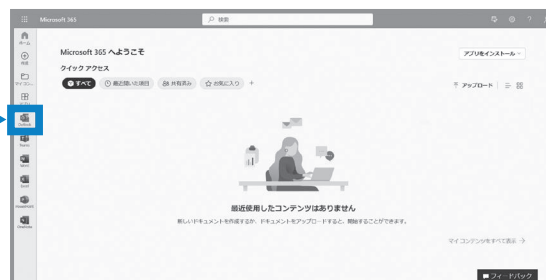 Microsoft 365
検索
ホーム
作成
マイ コン...
アプリ
Outlook
Teams
Word
Excel
PowerPoint
OneNote
Microsoft 365 へようこそ
アプリをインストール
クイック アクセス
すべて
最近開いた項目
共有済み
お気に入り
+
アップロード
最近使用したコンテンツはありません
新しいドキュメントを作成するか、ドキュメントをアップロードすると、開始することができます。
マイ コンテンツをすべて表示 →
フィードバック